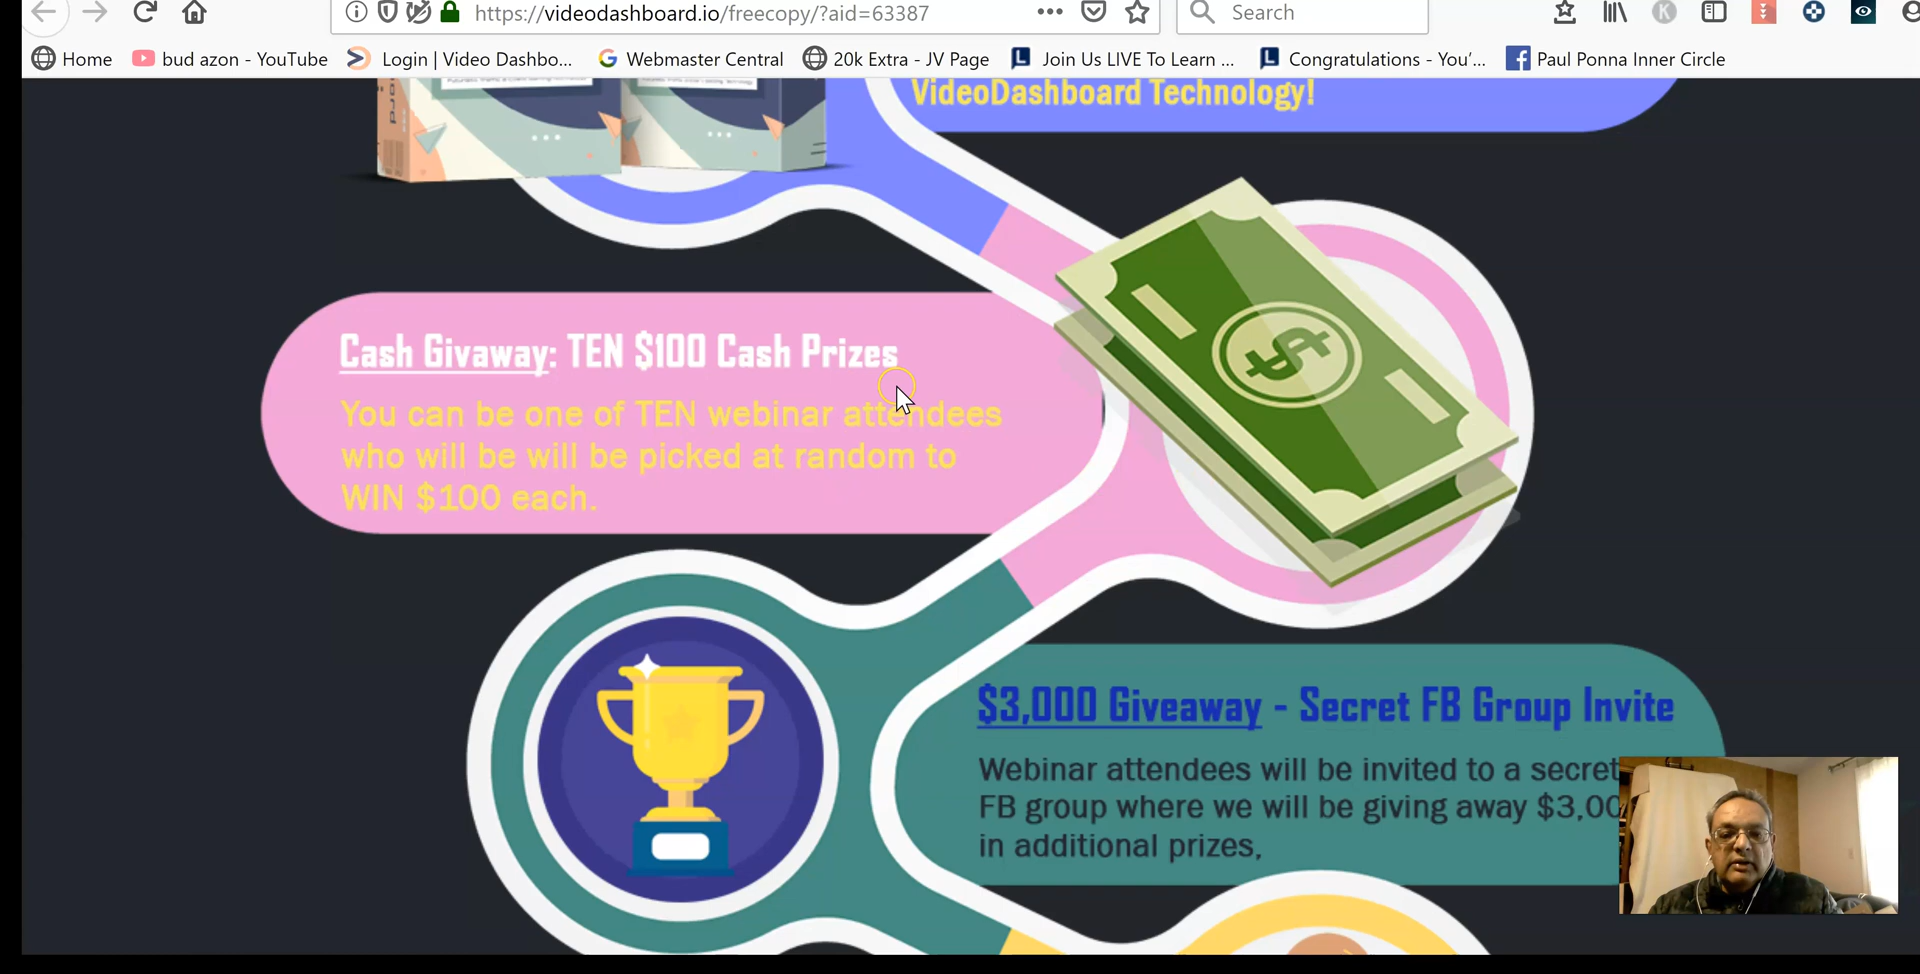 https://videodashboard.io/freecopy/?aid=63387
Search
Home
bud azon - YouTube
Login | Video Dashbo...
Webmaster Central
20k Extra - JV Page
Join Us LIVE To Learn ...
Congratulations - You'...
Paul Ponna Inner Circle
VideoDashboard Technology!
Cash Givaway: TEN $100 Cash Prizes
You can be one of TEN webinar attendees
who will be will be picked at random to
WIN $100 each.
$3,000 Giveaway - Secret FB Group Invite
Webinar attendees will be invited to a secret
FB group where we will be giving away $3,00
in additional prizes,